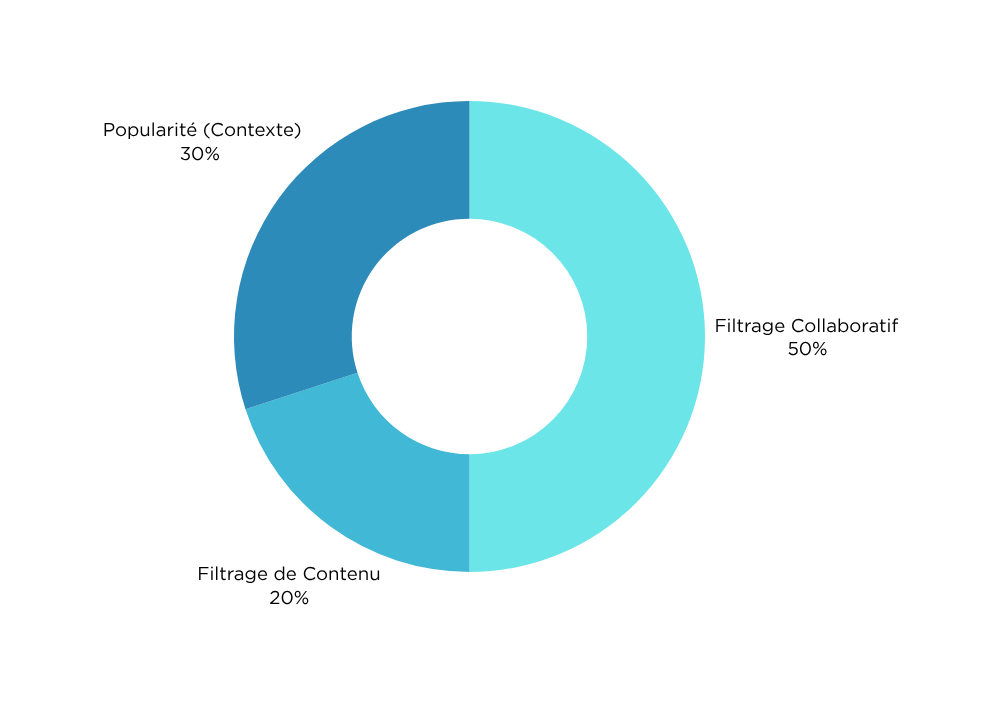 Popularité (Contexte)
30%
Filtrage Collaboratif
50%
Filtrage de Contenu
20%